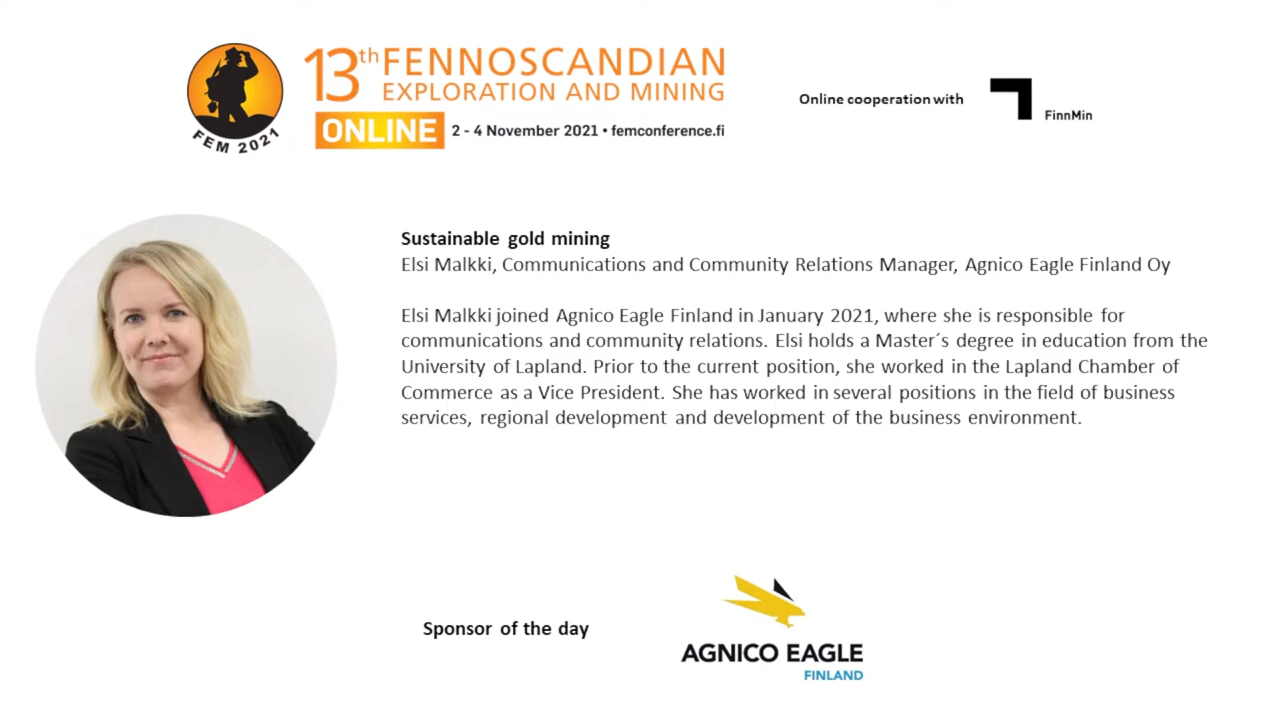 13th FENNOSCANDIAN
EXPLORATION AND MINING
ONLINE 2 - 4 November 2021 • femconference.fi
FEM 2021
Online cooperation with
FinnMin
Sustainable gold mining
Elsi Malkki, Communications and Community Relations Manager, Agnico Eagle Finland Oy
Elsi Malkki joined Agnico Eagle Finland in January 2021, where she is responsible for
communications and community relations. Elsi holds a Master´s degree in education from the
University of Lapland. Prior to the current position, she worked in the Lapland Chamber of
Commerce as a Vice President. She has worked in several positions in the field of business
services, regional development and development of the business environment.
Sponsor of the day
AGNICO EAGLE
FINLAND